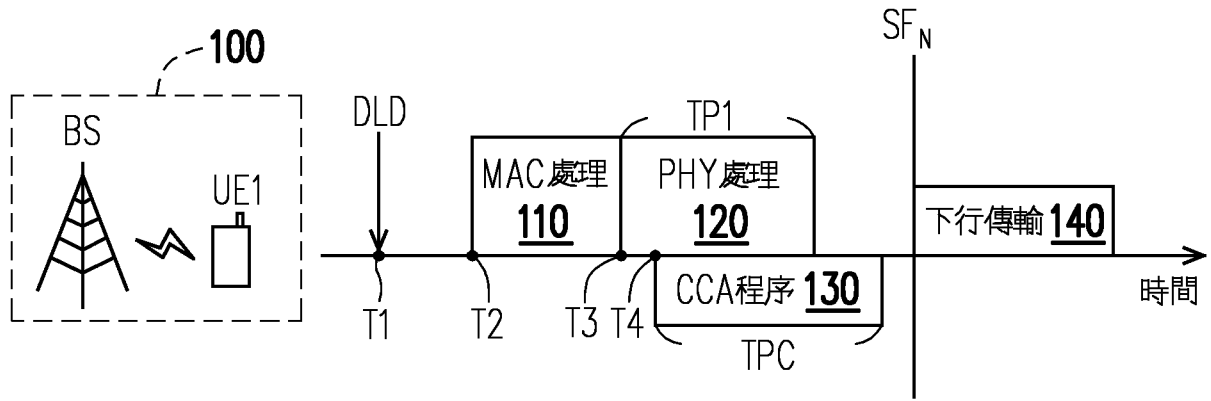 100
BS
UE1
DLD
T1
T2
T3
T4
MAC處理
110
TP1
PHY處理
120
CCA程序 130
TPC
SF_N
下行傳輸 140
時間